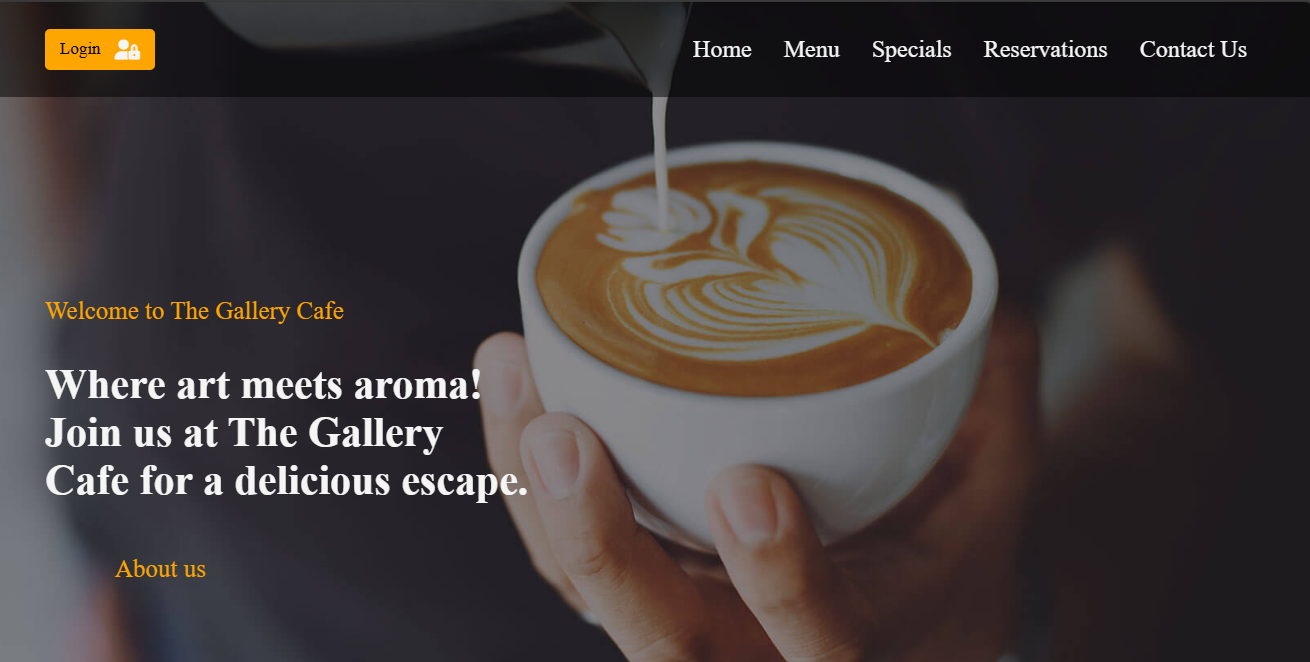 Login
Home Menu Specials Reservations Contact Us
Welcome to The Gallery Cafe
Where art meets aroma!
Join us at The Gallery
Cafe for a delicious escape.
About us